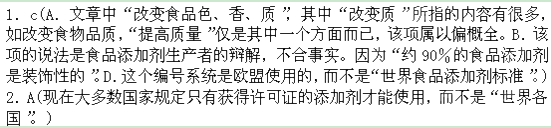 1. c(A. 文章中“改变食品色、香、质”，其中“改变质”所指的内容有很多，
如改变食物品质，“提高质量”仅是其中一个方面而已，该项属以偏概全。B. 该
项的说法是食品添加剂生产者的辩解，不合事实。因为“约90%的食品添加剂
是装饰性的”。D. 这个编号系统是欧盟使用的，而不是“世界食品添加剂标准”。)
2. A(现在大多数国家规定只有获得许可证的添加剂才能使用，而不是“世界各
国”。)